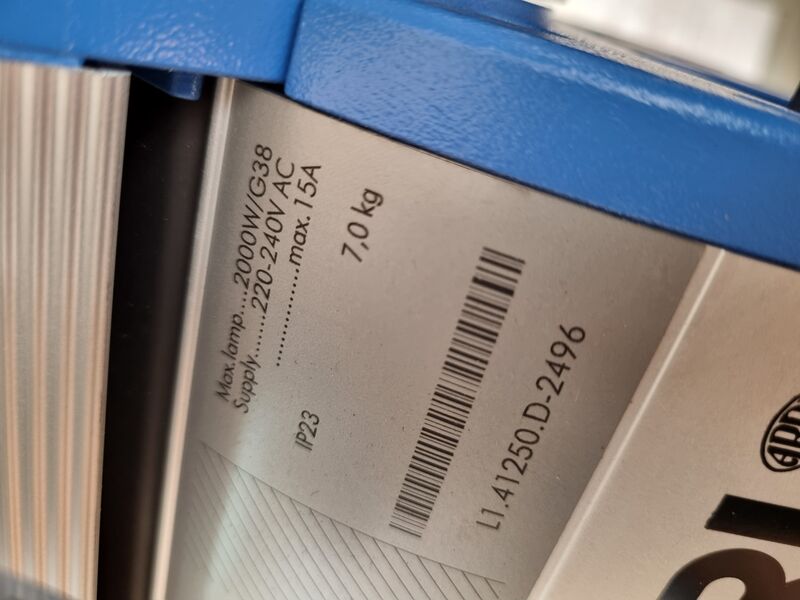 Max.lamp....2000W/G38
Supply.......220-240V AC
................max.15A
IP23
7,0 kg
L1.41250.D-2496